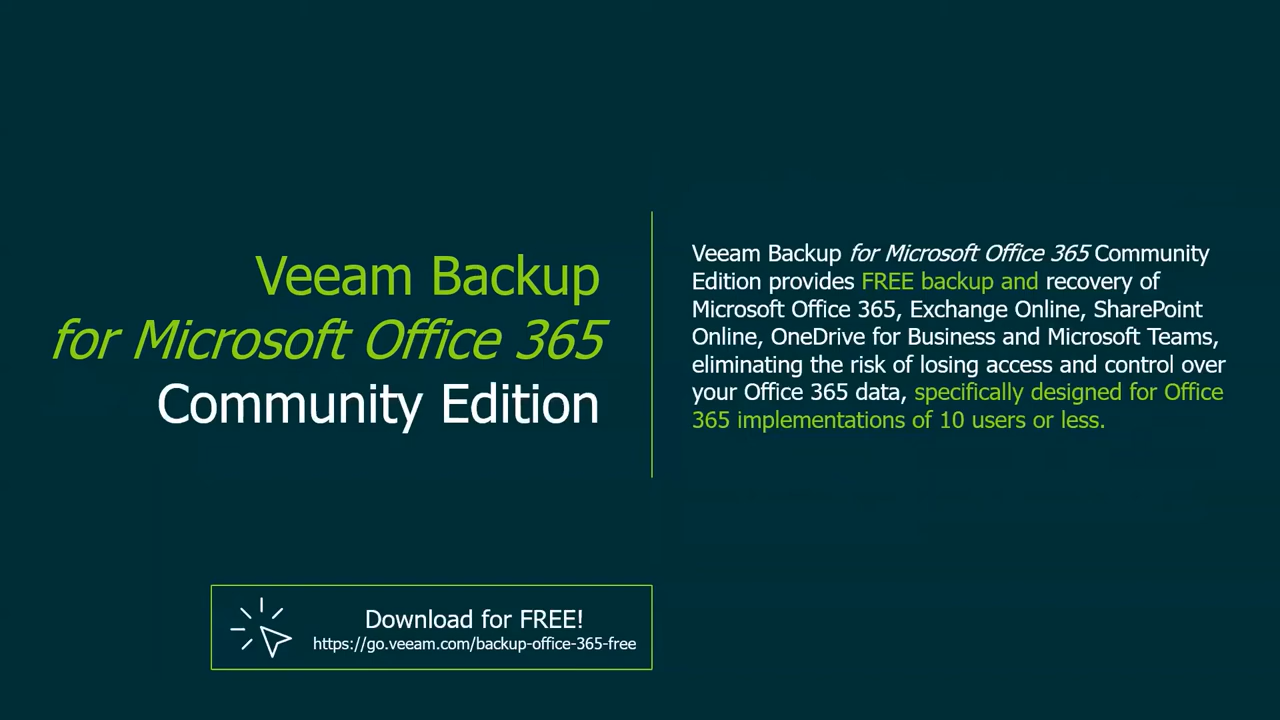 Veeam Backup
for Microsoft Office 365
Community Edition
Veeam Backup for Microsoft Office 365 Community
Edition provides FREE backup and recovery of
Microsoft Office 365, Exchange Online, SharePoint
Online, OneDrive for Business and Microsoft Teams,
eliminating the risk of losing access and control over
your Office 365 data, specifically designed for Office
365 implementations of 10 users or less.
Download for FREE!
https://go.veeam.com/backup-office-365-free